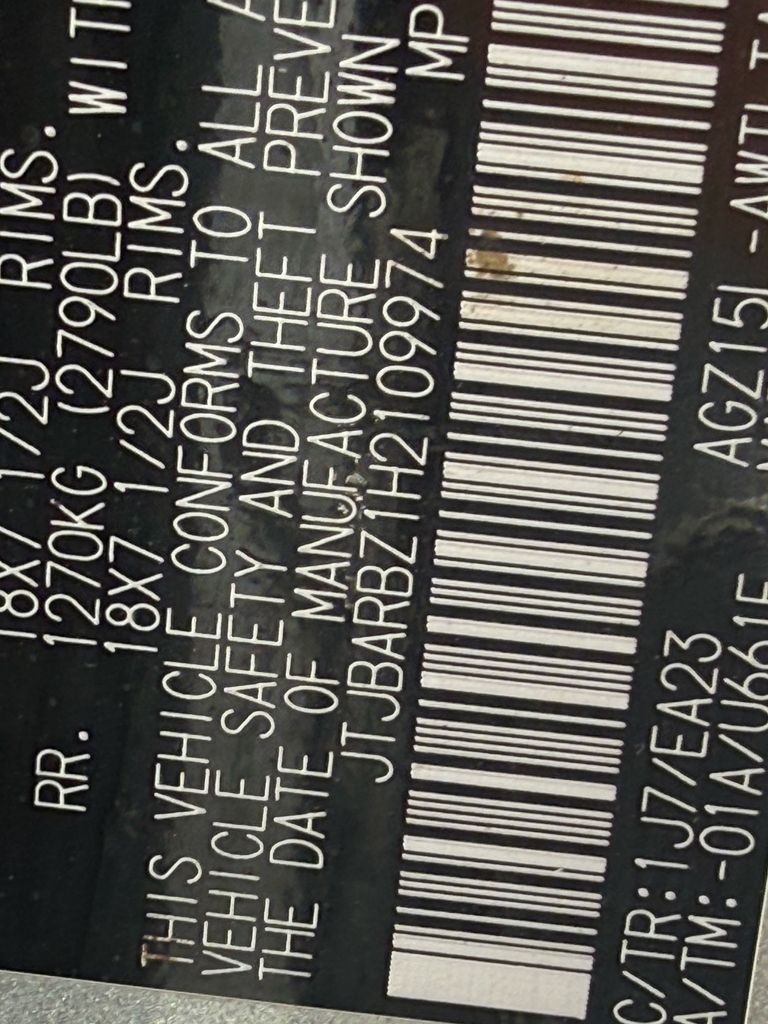 18X7 1/2J RIMS.
RR. 1270KG (2790LB) WITH
18X7 1/2J RIMS.
THIS VEHICLE CONFORMS TO ALL A
VEHICLE SAFETY AND THEFT PREVE
THE DATE OF MANUFACTURE SHOWN
JTJBARBZ1H2109974 MP
C/TR:1J7/EA23 AGZ15L-AWTL
A/TM:-01A/U661F